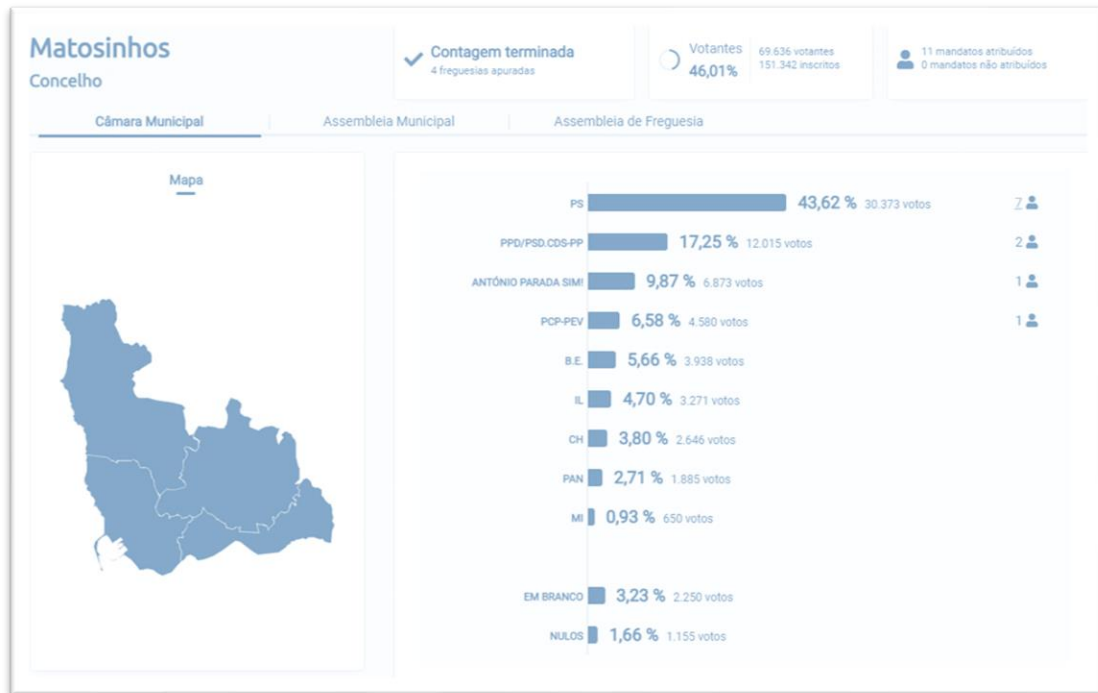 Matosinhos
Concelho
Contagem terminada
4 freguesias apuradas
Votantes
46,01%
69.636 votantes
151.342 inscritos
11 mandatos atribuídos
0 mandatos não atribuídos
Câmara Municipal
Assembleia Municipal
Assembleia de Freguesia
Mapa
PS 43,62 % 30.373 votos 7
PPD/PSD.CDS-PP 17,25 % 12.015 votos 2
ANTÓNIO PARADA SIM! 9,87 % 6.873 votos 1
PCP-PEV 6,58 % 4.580 votos 1
B.E. 5,66 % 3.938 votos
IL 4,70 % 3.271 votos
CH 3,80 % 2.646 votos
PAN 2,71 % 1.885 votos
MI 0,93 % 650 votos
EM BRANCO 3,23 % 2.250 votos
NULOS 1,66 % 1.155 votos